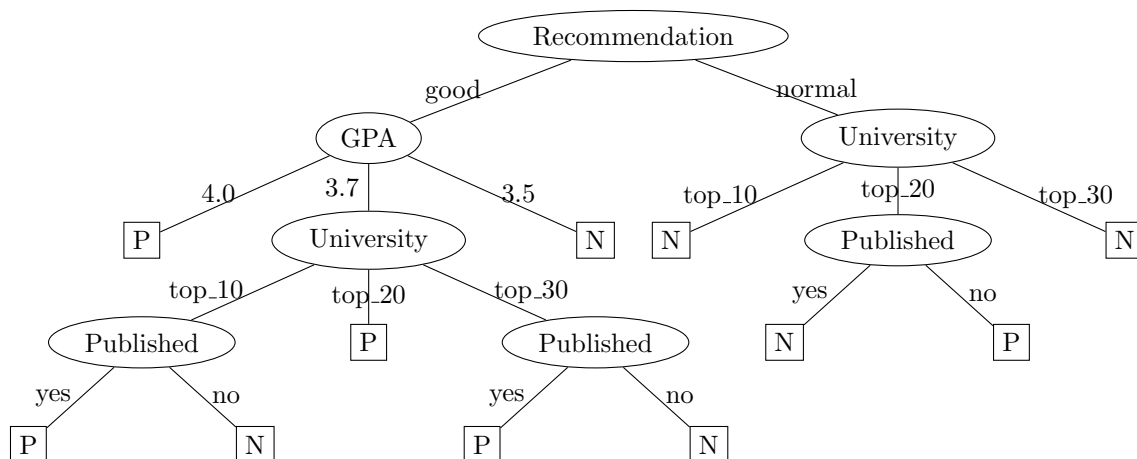 Recommendation
good normal
GPA University
4.0 3.7 3.5 top_10 top_20 top_30
P University N N Published N
top_10 top_20 top_30 yes no
Published P Published N P
yes no yes no
P N P N